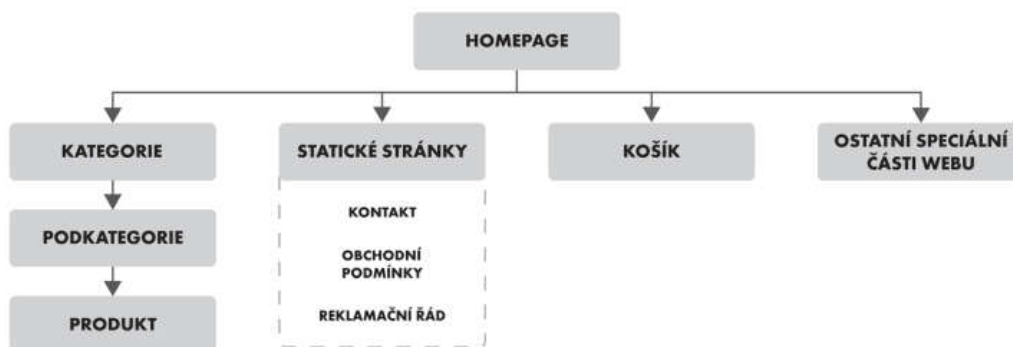 HOMEPAGE
KATEGORIE
STATICKÉ STRÁNKY
KOŠÍK
OSTATNÍ SPECIÁLNÍ
ČÁSTI WEBU
PODKATEGORIE
PRODUKT
KONTAKT
OBCHODNÍ
PODMÍNKY
REKLAMAČNÍ ŘÁD